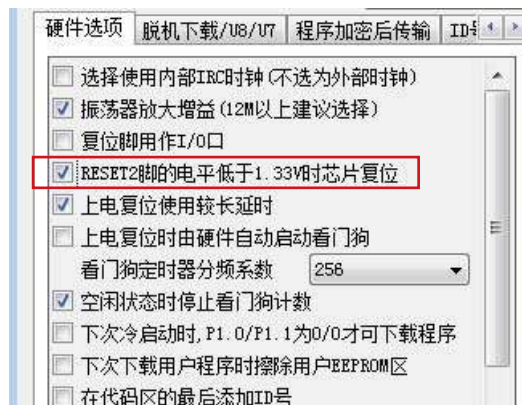 硬件选项 脱机下载/U8/U7 程序加密后传输 ID号
选择使用内部IRC时钟(不选为外部时钟)
振荡器放大增益(12M以上建议选择)
复位脚用作I/O口
RESET2脚的电平低于1.33V时芯片复位
上电复位使用较长延时
上电复位时由硬件自动启动看门狗
看门狗定时器分频系数 256
空闲状态时停止看门狗计数
下次冷启动时,P1.0/P1.1为0/0才可下载程序
下次下载用户程序时擦除用户EEPROM区
在代码区的最后添加ID号